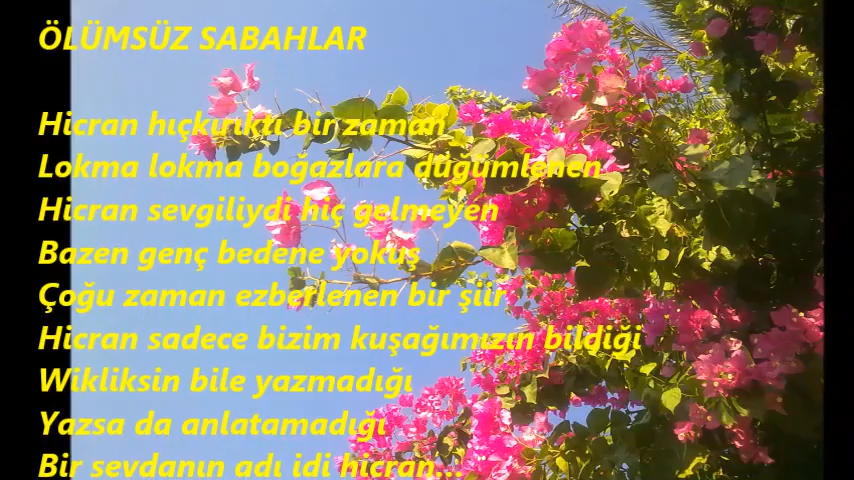 ÖLÜMSÜZ SABAHLAR
Hicran hıçkırıktı bir zaman
Lokma lokma boğazlara düğümlenen
Hicran sevgiliydi hiç gelmeyen
Bazen genç bedene yokuş
Çoğu zaman ezberlenen bir şiir
Hicran sadece bizim kuşağımızın bildiği
Wikliksin bile yazmadığı
Yazsa da anlatamadığı
Bir sevdanın adı idi hicran...